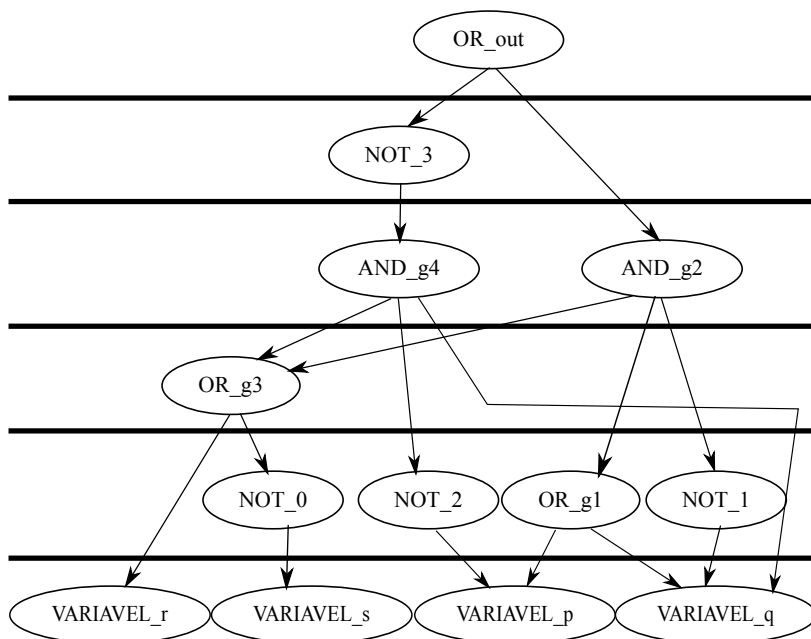 OR_out
NOT_3
AND_g4
AND_g2
OR_g3
NOT_0
NOT_2
OR_g1
NOT_1
VARIAVEL_r
VARIAVEL_s
VARIAVEL_p
VARIAVEL_q